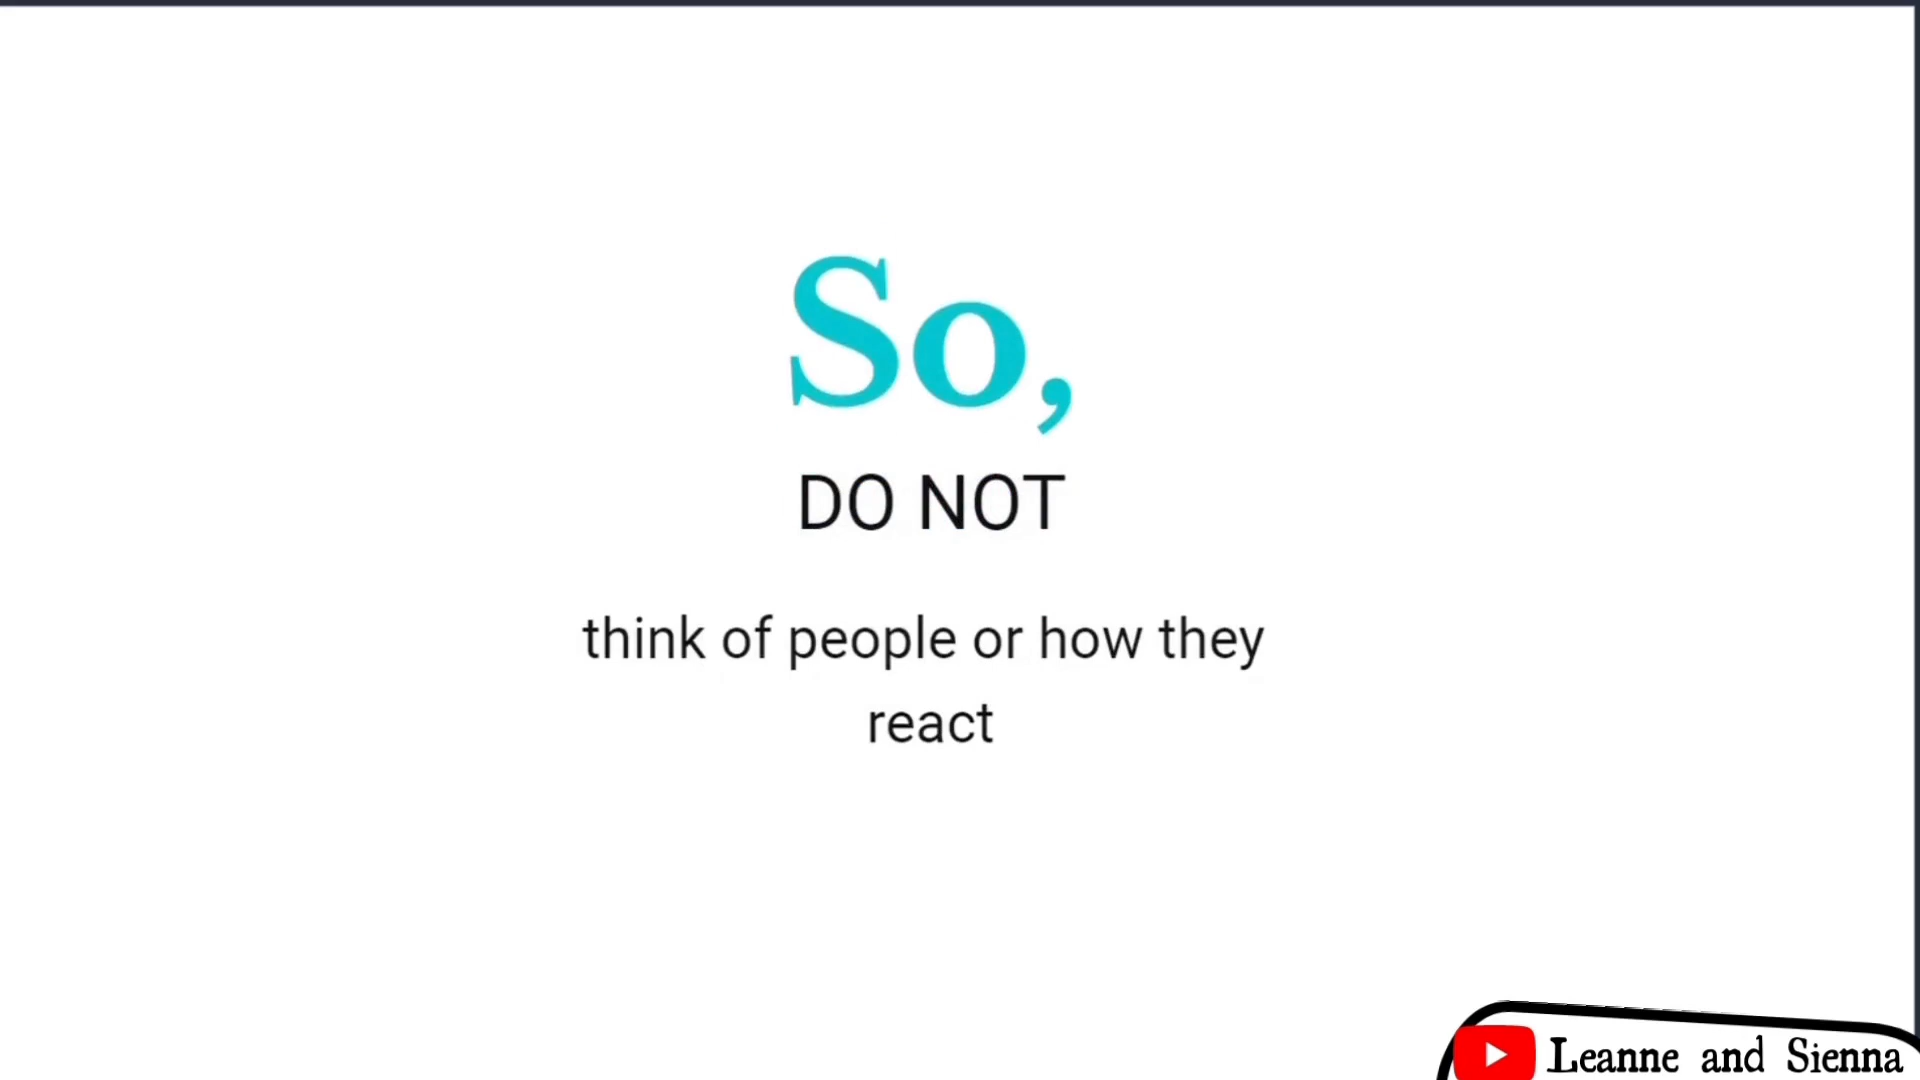 So,
DO NOT
think of people or how they
react
Leanne and Sienna